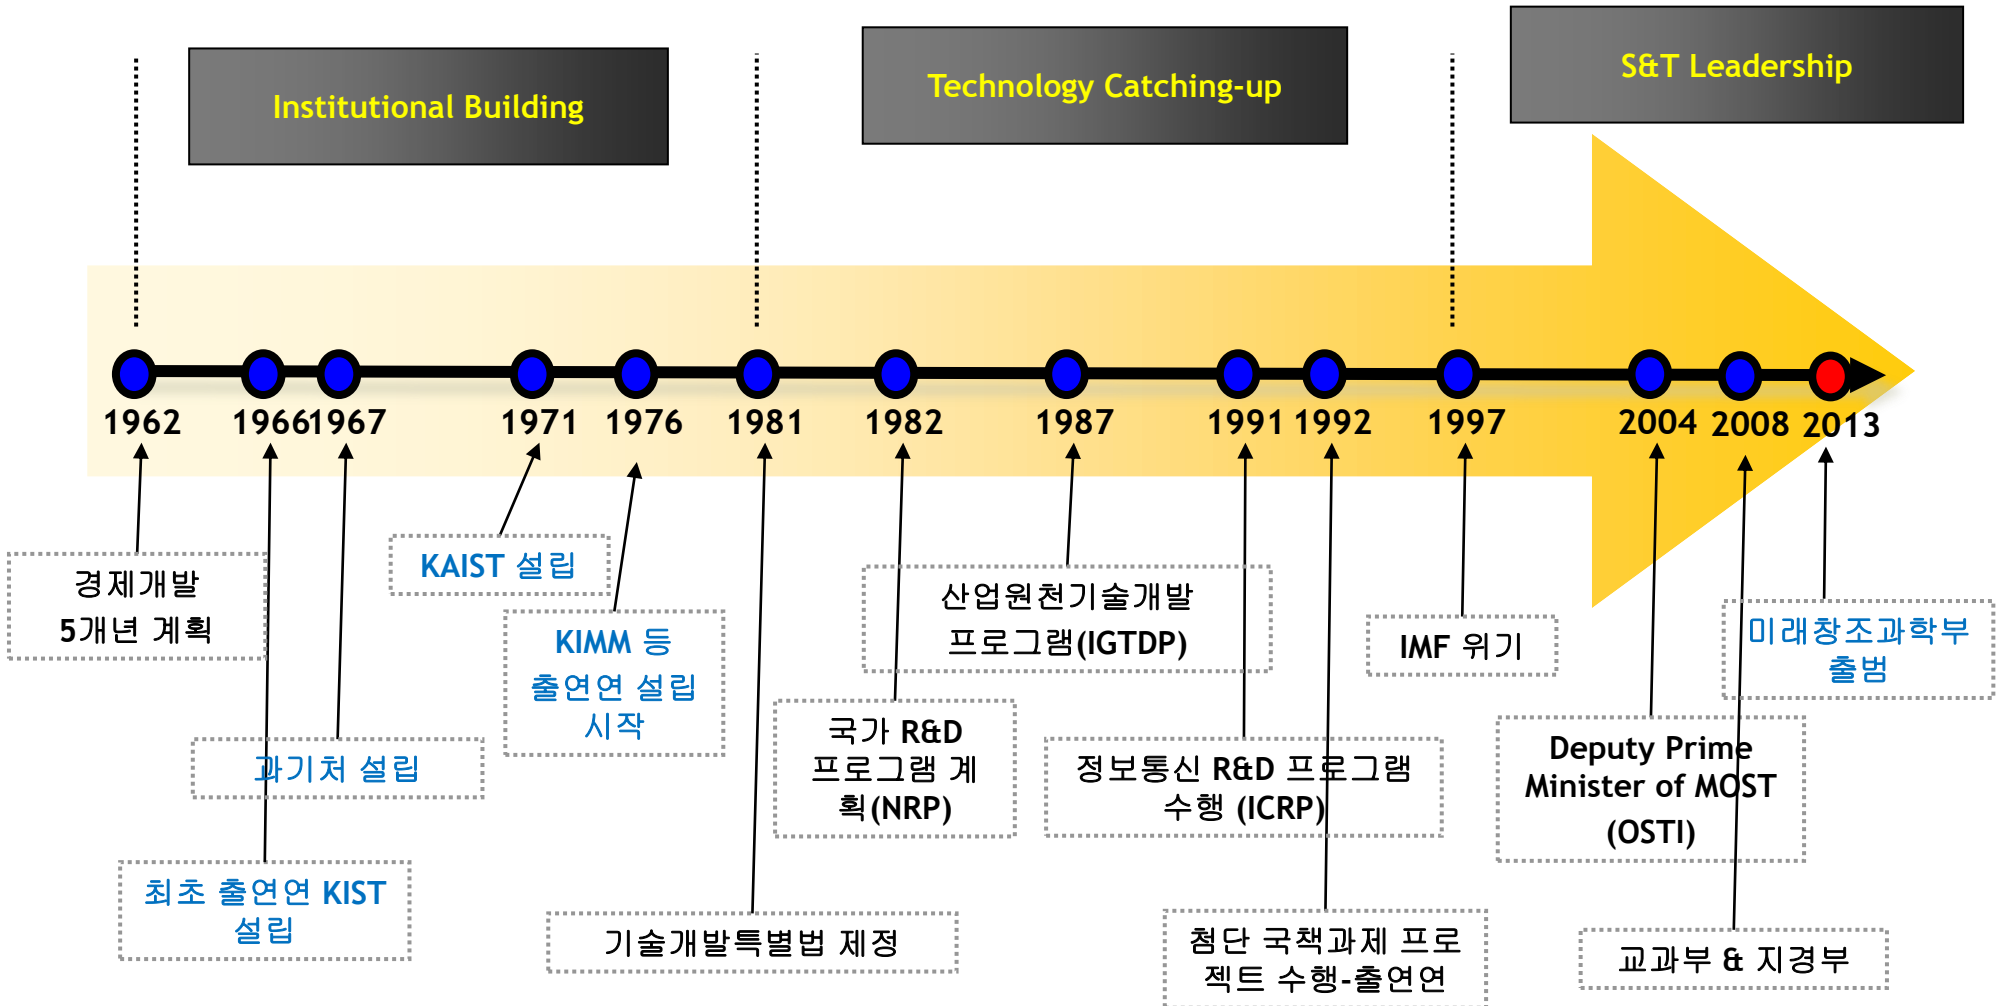 Institutional Building
Technology Catching-up
S&T Leadership
1962
1966
1967
1971
1976
1981
1982
1987
1991
1992
1997
2004
2008
2013
경제개발
5개년 계획
최초 출연연 KIST
설립
과기처 설립
KAIST 설립
KIMM 등
출연연 설립
시작
기술개발특별법 제정
국가 R&D
프로그램 계
획(NRP)
산업원천기술개발
프로그램(IGTDP)
정보통신 R&D 프로그램
수행 (ICRP)
첨단 국책과제 프로
젝트 수행-출연연
IMF 위기
Deputy Prime
Minister of MOST
(OSTI)
교과부 & 지경부
미래창조과학부
출범